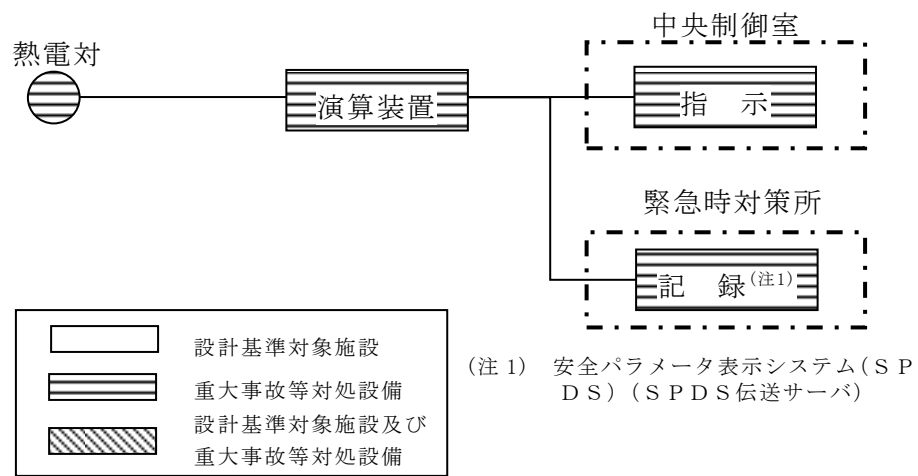 中央制御室
熱電対
演算装置
指 示
緊急時対策所
記 録(注1)
設計基準対象施設
重大事故等対処設備
設計基準対象施設及び
重大事故等対処設備
(注 1) 安全パラメータ表示システム(ＳＰ
ＤＳ)(ＳＰＤＳ伝送サーバ)